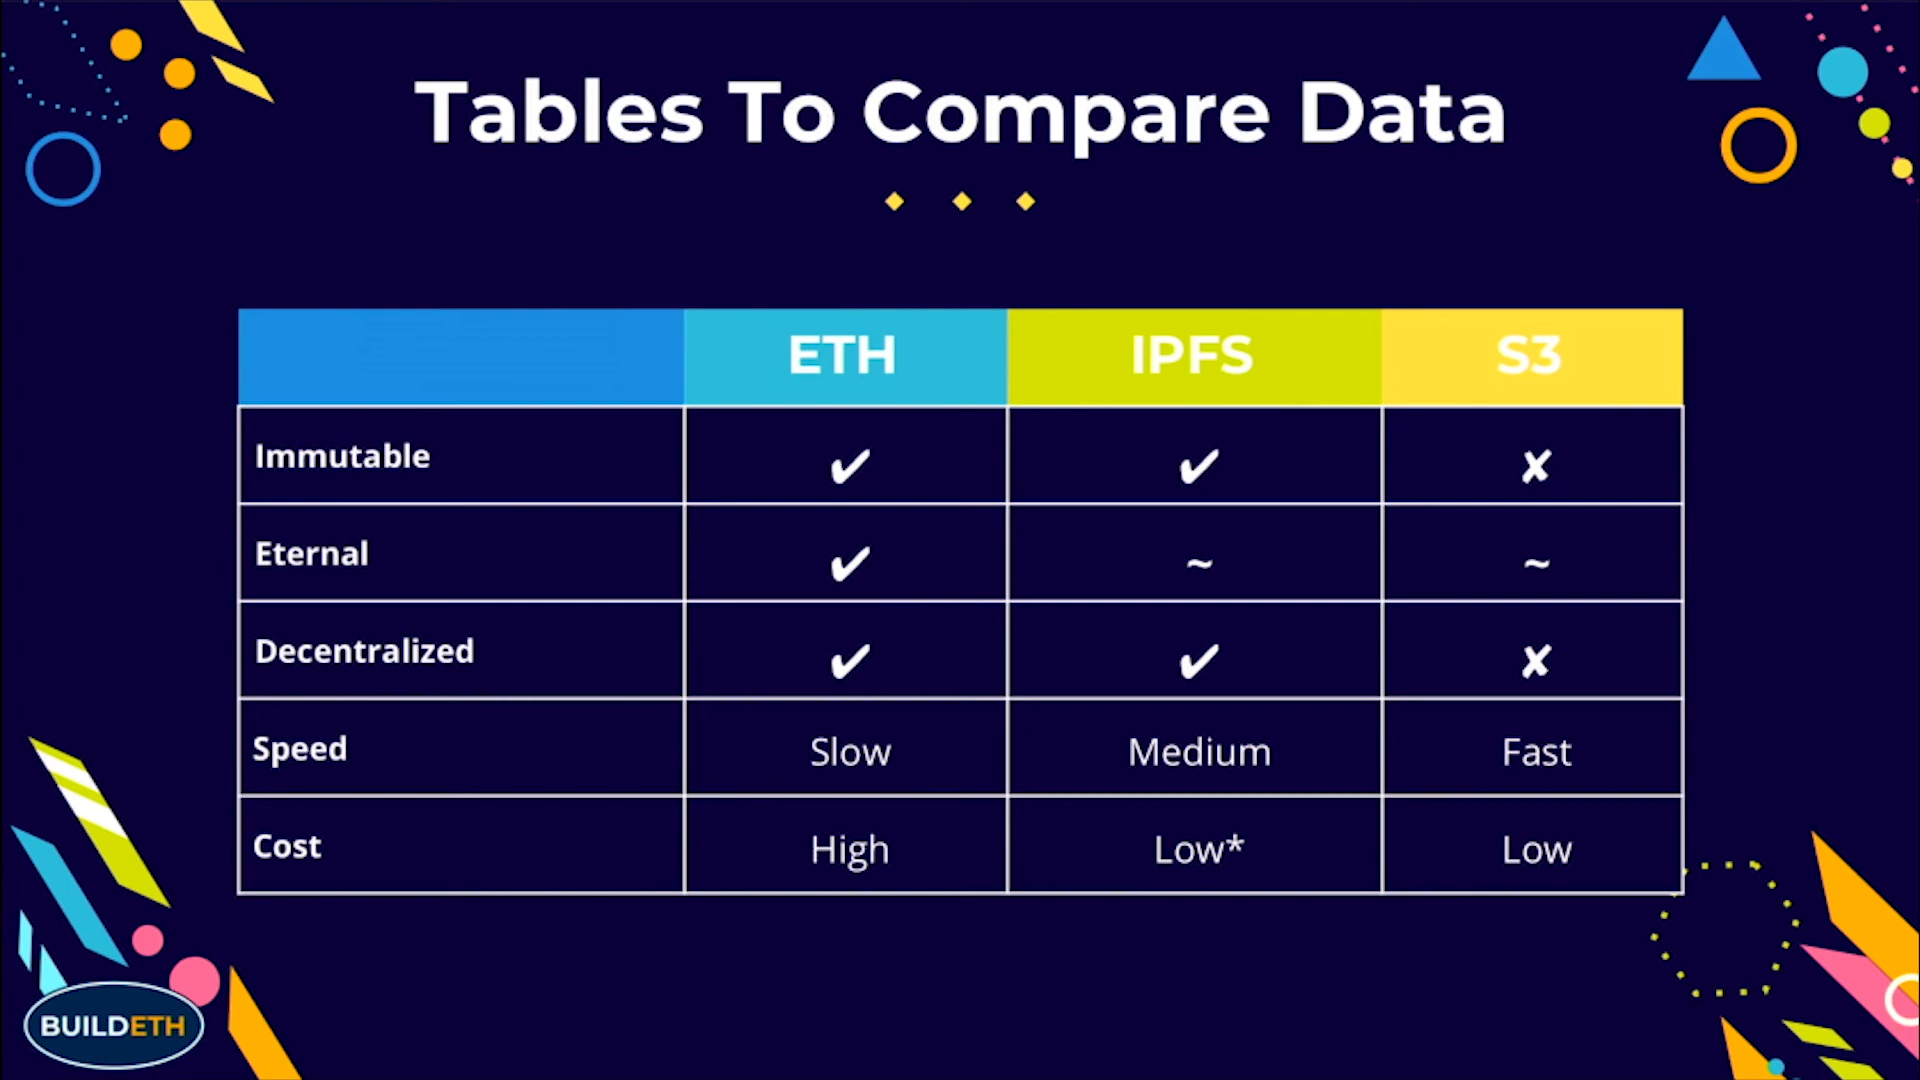 Tables To Compare Data
ETH IPFS S3
Immutable ✔ ✔ ✘
Eternal ✔ ~ ~
Decentralized ✔ ✔ ✘
Speed Slow Medium Fast
Cost High Low* Low
BUILDETH